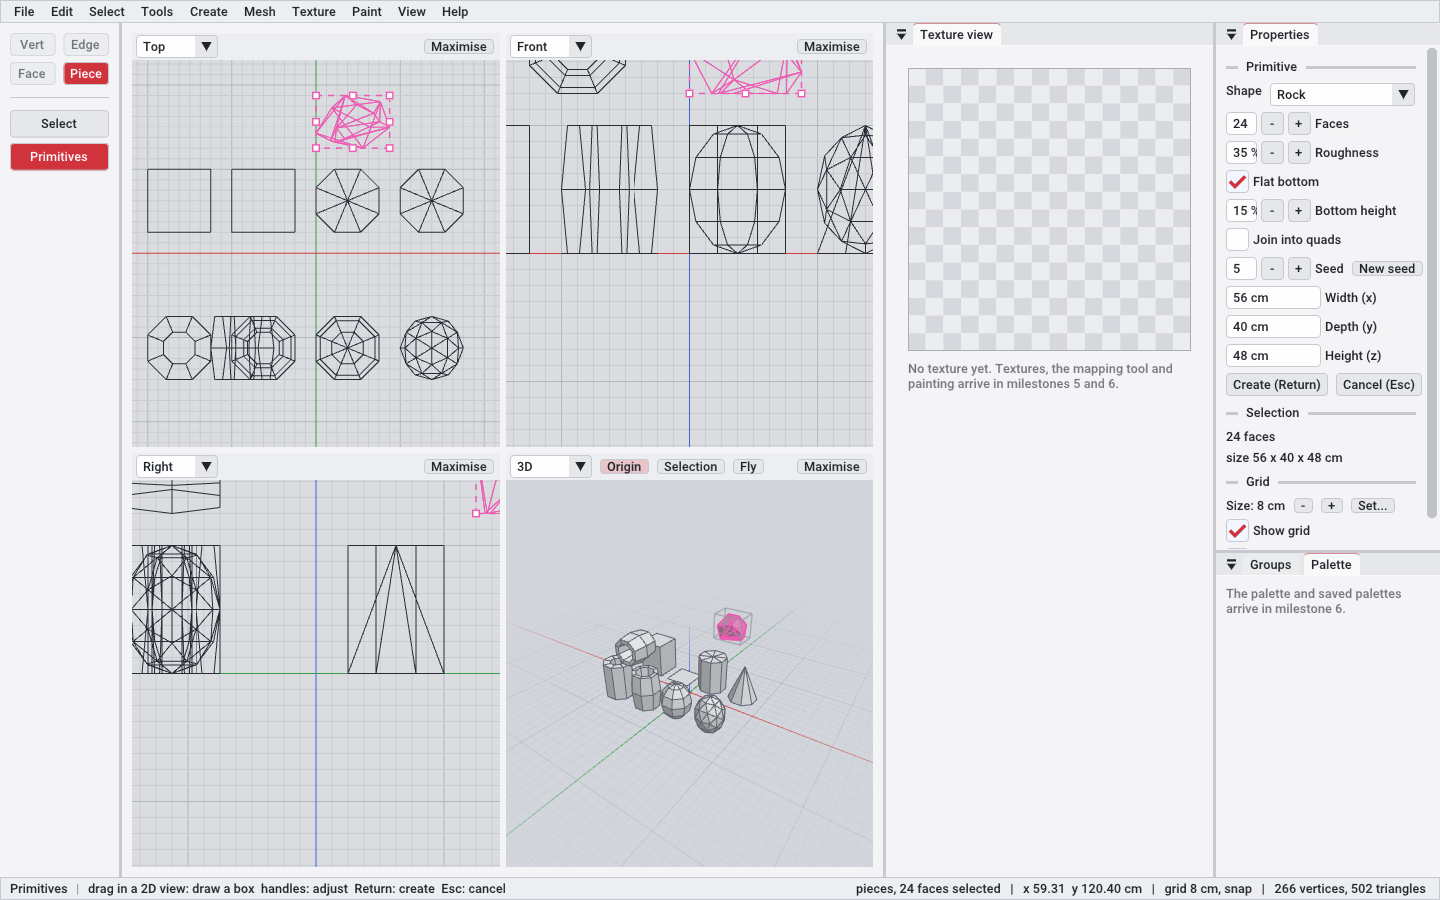 File Edit Select Tools Create Mesh Texture Paint View Help
Vert Edge
Face Piece
Select
Primitives
Top Maximise
Front Maximise
Right Maximise
3D Origin Selection Fly Maximise
Texture view
No texture yet. Textures, the mapping tool and
painting arrive in milestones 5 and 6.
Properties
Primitive
Shape Rock
24 - + Faces
35 % - + Roughness
Flat bottom
15 % - + Bottom height
Join into quads
5 - + Seed New seed
56 cm Width (x)
40 cm Depth (y)
48 cm Height (z)
Create (Return) Cancel (Esc)
Selection
24 faces
size 56 x 40 x 48 cm
Grid
Size: 8 cm - + Set...
Show grid
Groups Palette
The palette and saved palettes
arrive in milestone 6.
Primitives | drag in a 2D view: draw a box handles: adjust Return: create Esc: cancel
pieces, 24 faces selected | x 59.31 y 120.40 cm | grid 8 cm, snap | 266 vertices, 502 triangles